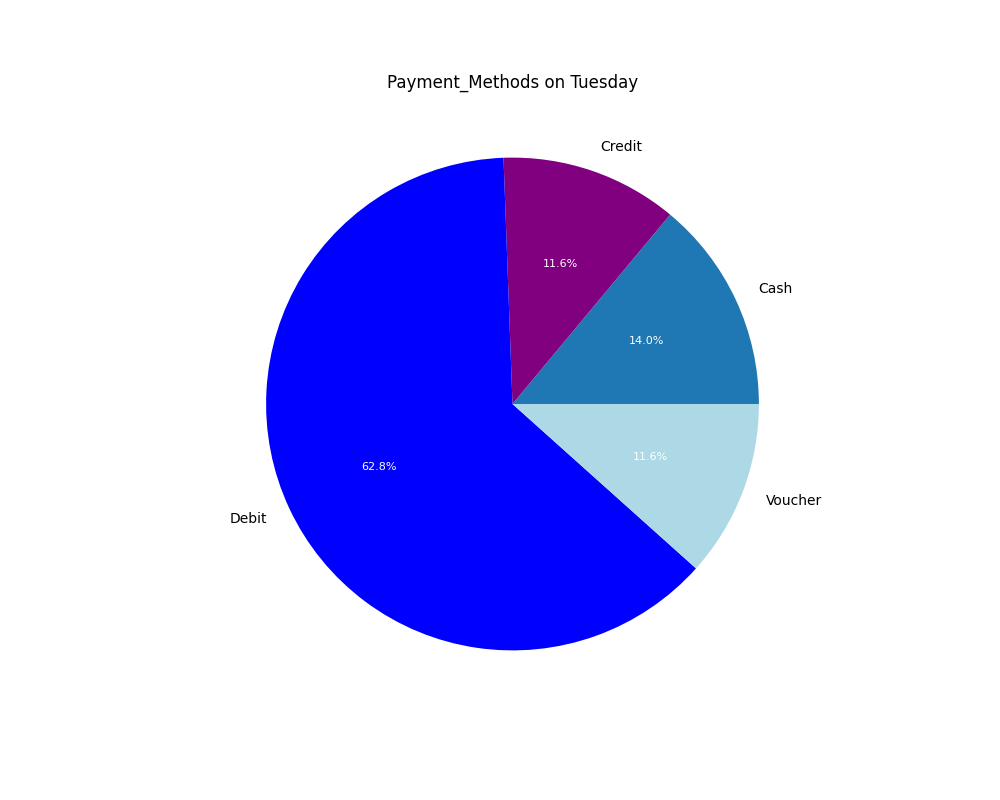 Payment_Methods on Tuesday
Credit
11.6%
Cash
14.0%
62.8%
11.6%
Voucher
Debit